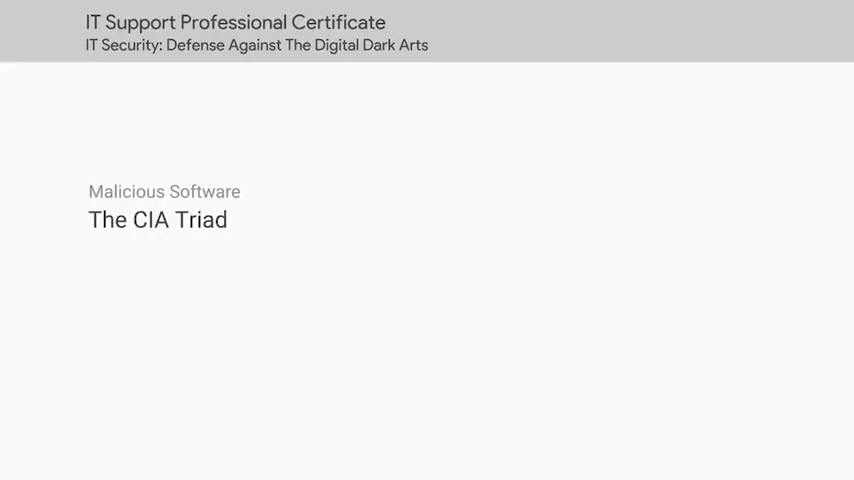 IT Support Professional Certificate
IT Security: Defense Against The Digital Dark Arts
Malicious Software
The CIA Triad